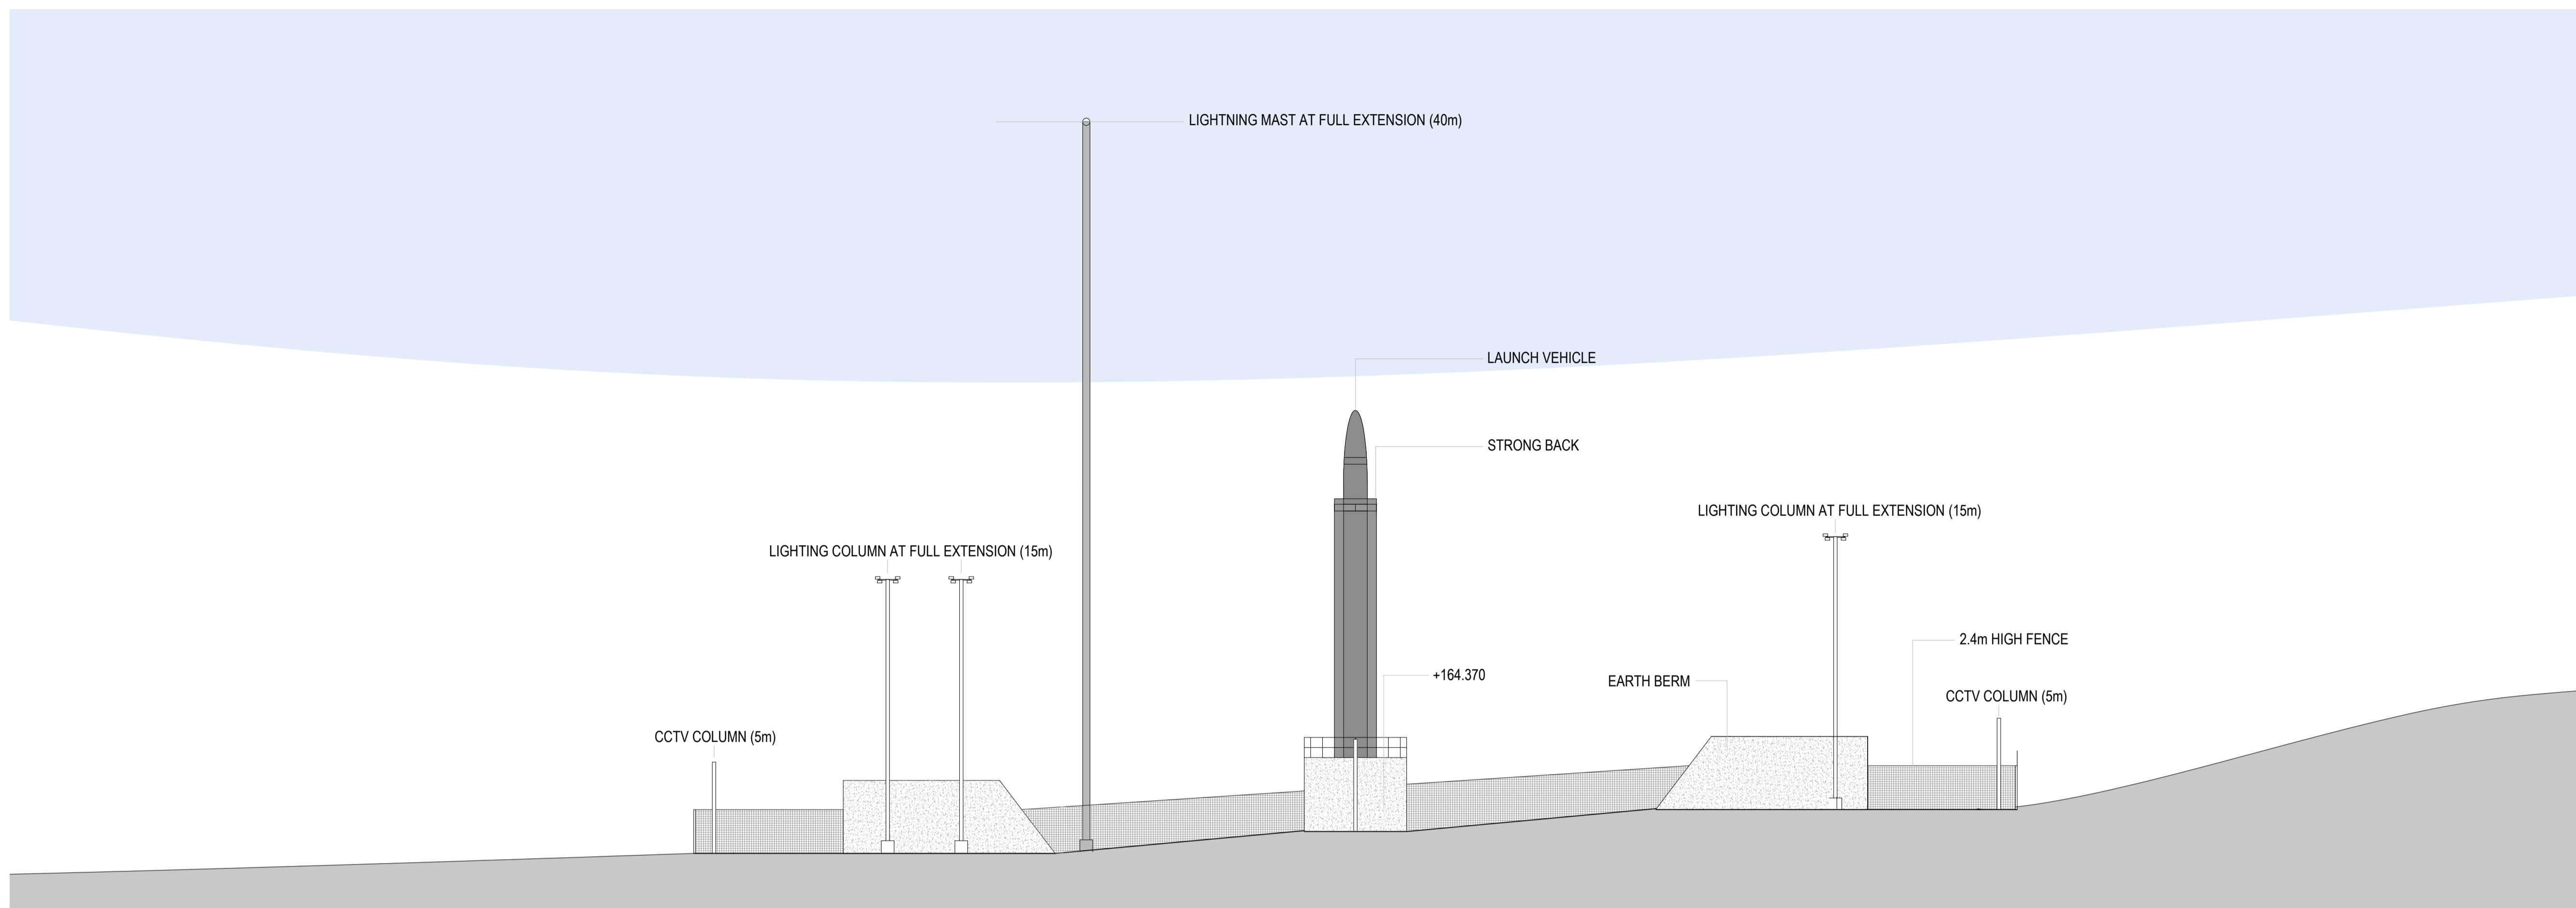 LIGHTNING MAST AT FULL EXTENSION (40m)
LAUNCH VEHICLE
STRONG BACK
LIGHTING COLUMN AT FULL EXTENSION (15m)
LIGHTING COLUMN AT FULL EXTENSION (15m)
2.4m HIGH FENCE
+164.370
EARTH BERM
CCTV COLUMN (5m)
CCTV COLUMN (5m)